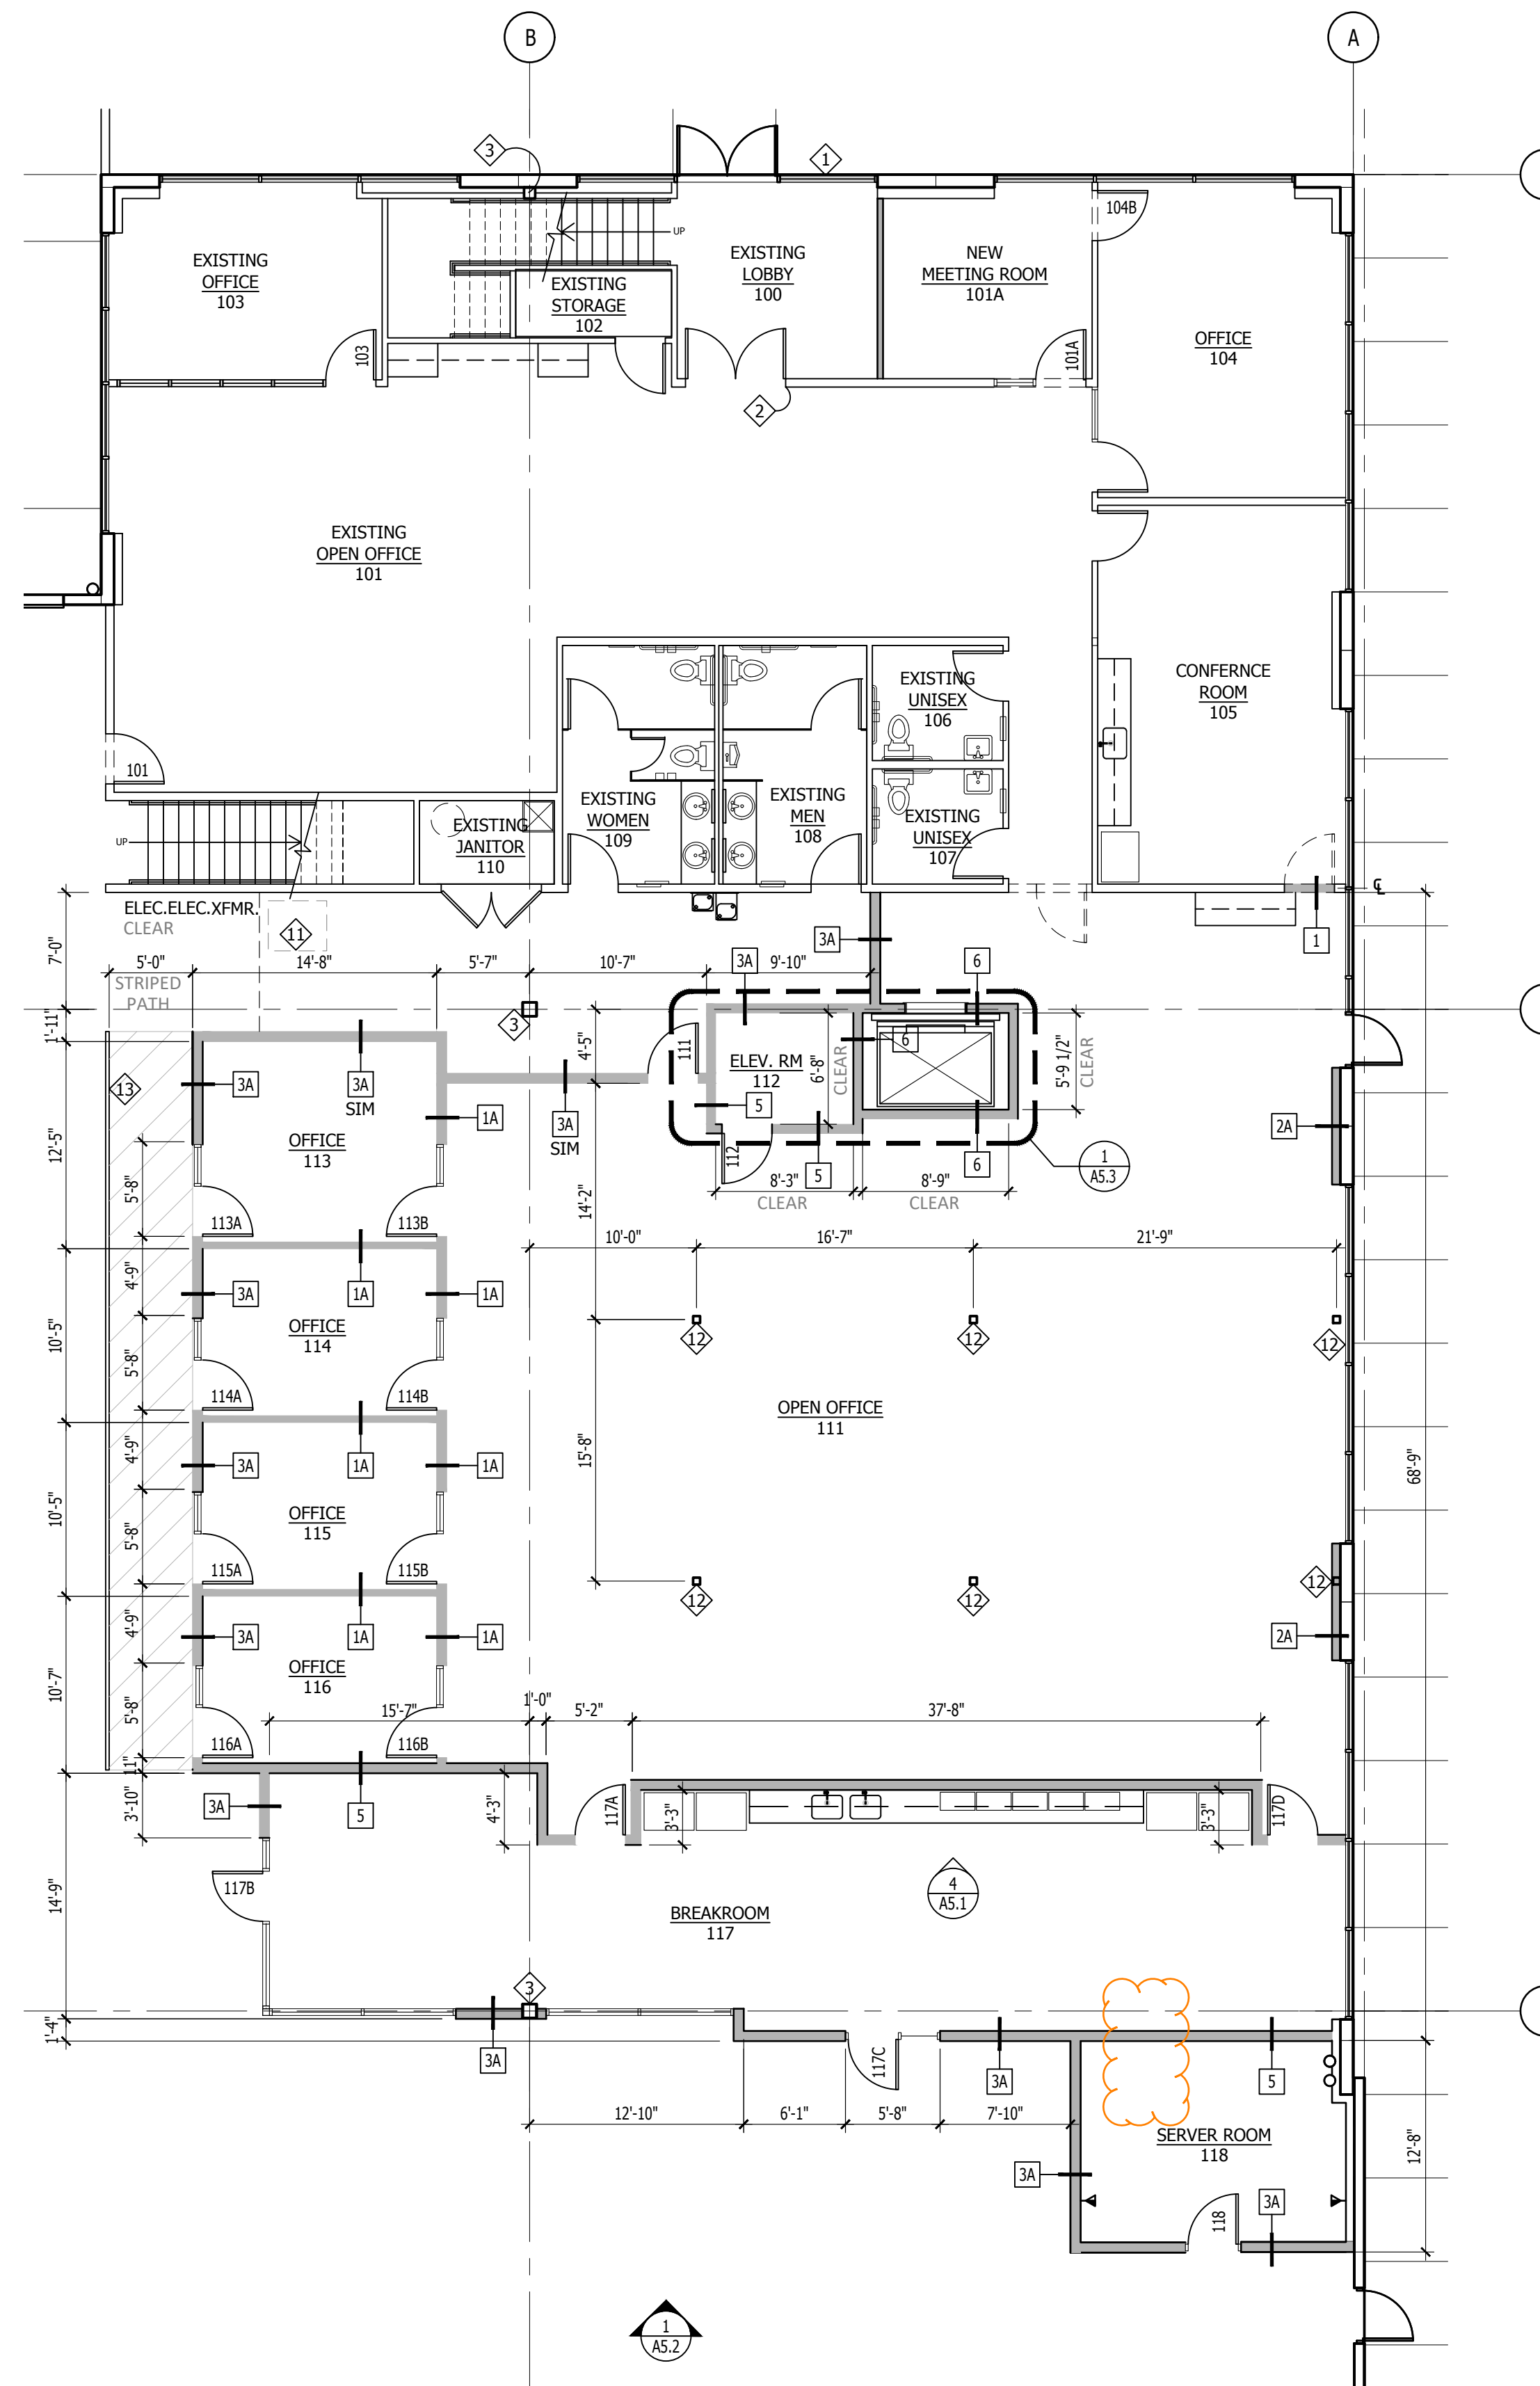 B
A
3
1
EXISTING
OFFICE
103
103
UP
EXISTING
STORAGE
102
EXISTING
LOBBY
100
NEW
MEETING ROOM
101A
101A
104B
OFFICE
104
2
EXISTING
OPEN OFFICE
101
101
UP
EXISTING
JANITOR
110
EXISTING
WOMEN
109
EXISTING
MEN
108
EXISTING
UNISEX
106
EXISTING
UNISEX
107
CONFERNCE
ROOM
105
ELEC.ELEC.XFMR.
CLEAR
11
℄
1
7'-0"
5'-0"
14'-8"
5'-7"
10'-7"
9'-10"
STRIPED
PATH
3A
3A
6
1'-11"
3
4'-5"
111
ELEV. RM
112
6'-8"
CLEAR
6
5'-9 1/2"
CLEAR
13
3A
3A
SIM
1A
3A
SIM
5
112
5
6
1
A5.3
2A
12'-5"
OFFICE
113
5'-8"
113A
113B
14'-2"
8'-3"
CLEAR
8'-9"
CLEAR
10'-0"
16'-7"
21'-9"
10'-5"
4'-9"
3A
1A
1A
OFFICE
114
5'-8"
114A
114B
12
12
12
OPEN OFFICE
111
15'-8"
68'-9"
10'-5"
4'-9"
3A
1A
1A
OFFICE
115
5'-8"
115A
115B
12
12
12
10'-7"
4'-9"
3A
1A
1A
2A
OFFICE
116
5'-8"
116A
116B
15'-7"
1'-0"
5'-2"
37'-8"
11"
3'-10"
3A
5
4'-3"
117A
3'-3"
3'-3"
117D
14'-9"
117B
BREAKROOM
117
4
A5.1
3
1'-4"
3A
117C
3A
5
12'-10"
6'-1"
5'-8"
7'-10"
SERVER ROOM
118
12'-8"
3A
3A
118
1
A5.2